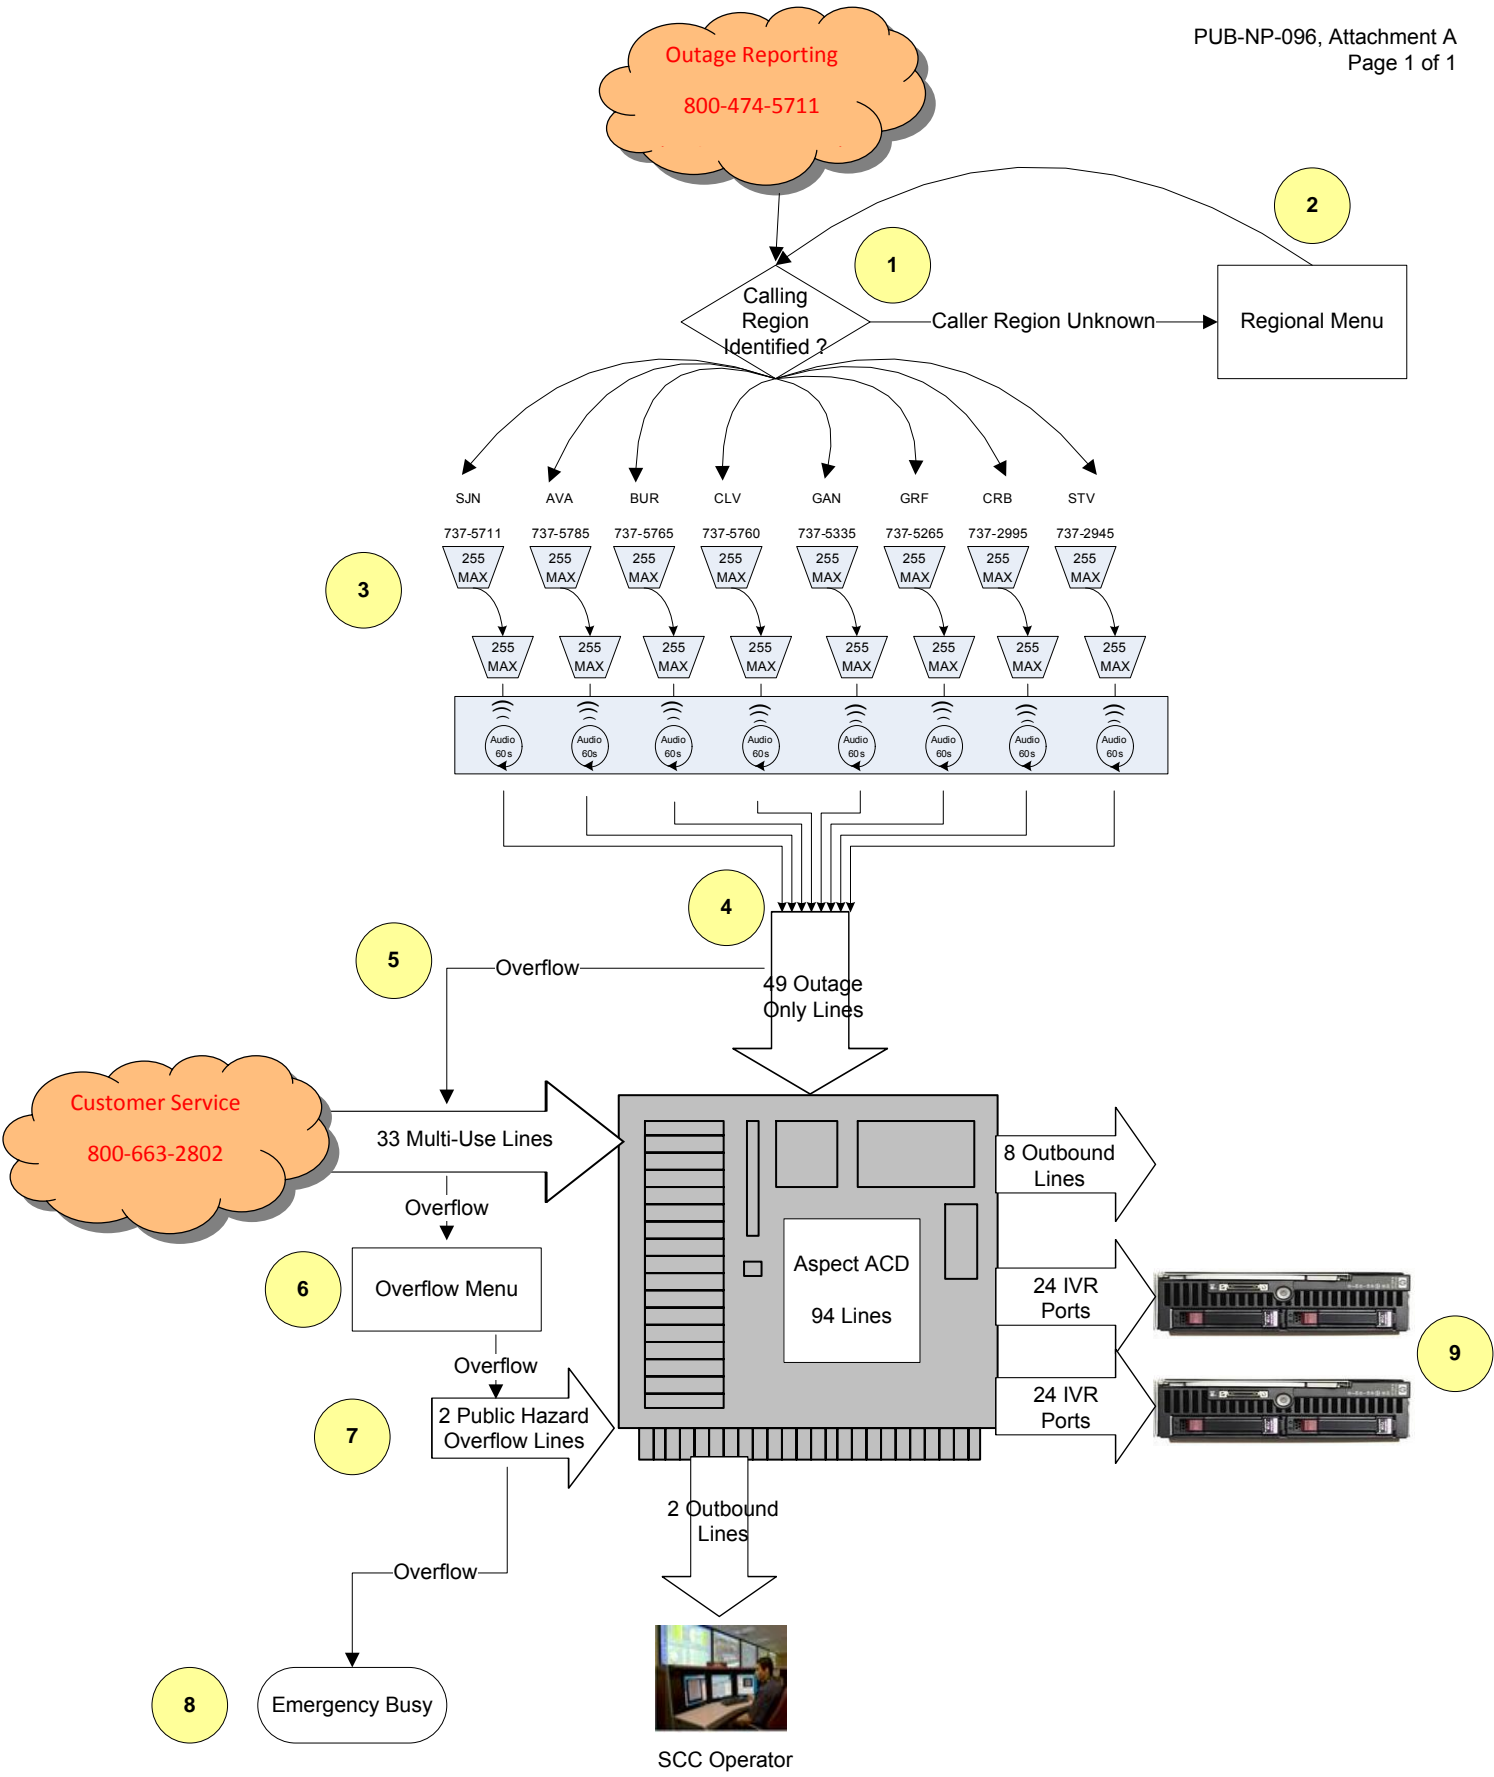 PUB-NP-096, Attachment A
Page 1 of 1
Outage Reporting
800-474-5711
2
1
Calling
Region
Identified ?
Caller Region Unknown
Regional Menu
SJN AVA BUR CLV GAN GRF CRB STV
737-5711 737-5785 737-5765 737-5760 737-5335 737-5265 737-2995 737-2945
255 255 255 255 255 255 255 255
MAX MAX MAX MAX MAX MAX MAX MAX
3
255 255 255 255 255 255 255 255
MAX MAX MAX MAX MAX MAX MAX MAX
Audio Audio Audio Audio Audio Audio Audio Audio
60s 60s 60s 60s 60s 60s 60s 60s
4
5
Overflow
49 Outage
Only Lines
Customer Service
800-663-2802
33 Multi-Use Lines
8 Outbound
Lines
Overflow
6
Overflow Menu
Aspect ACD
94 Lines
24 IVR
Ports
9
Overflow
7
2 Public Hazard
Overflow Lines
24 IVR
Ports
2 Outbound
Lines
Overflow
8
Emergency Busy
SCC Operator